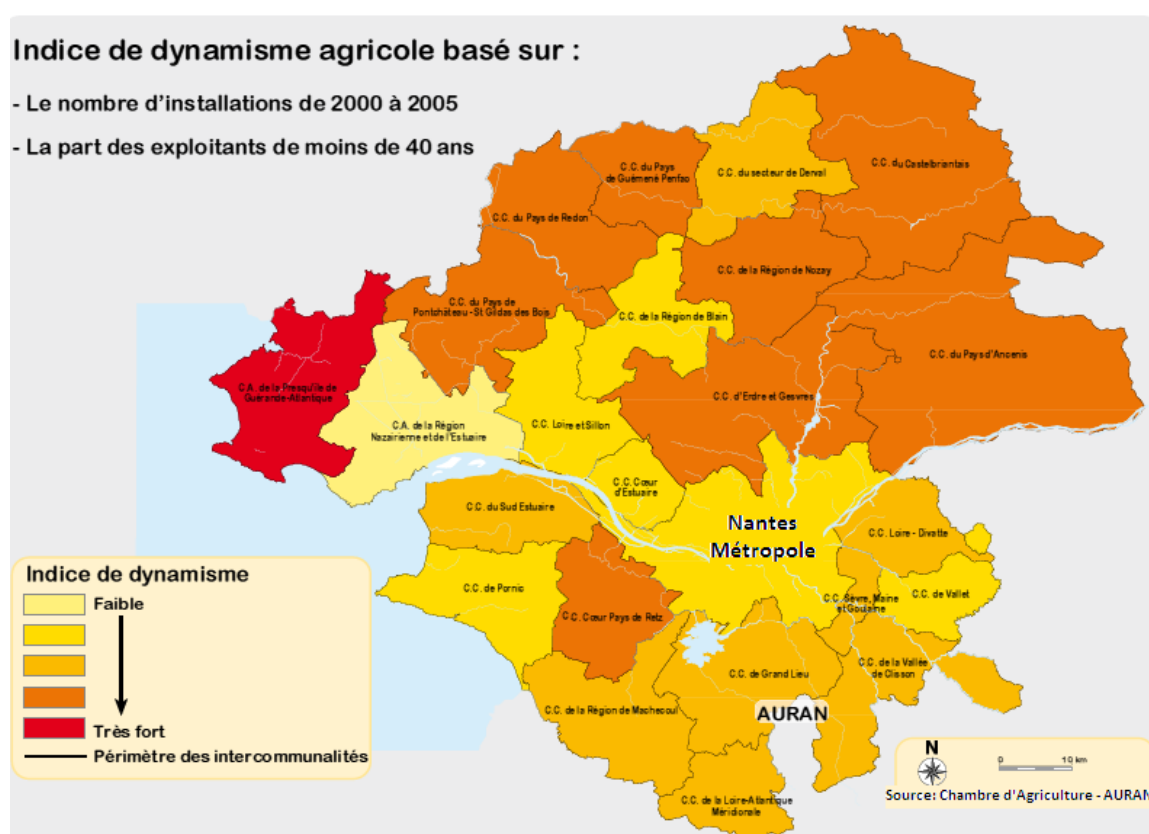 Indice de dynamisme agricole basé sur :
- Le nombre d'installations de 2000 à 2005
- La part des exploitants de moins de 40 ans
C.C. du Castelbriantais
C.C. du secteur de Derval
C.C. du Pays
de Guémené Penfao
C.C. du Pays de Redon
C.C. de la Région de Nozay
C.C. du Pays de
Pontchâteau - St Gildas des Bois
C.C. de la Région de Blain
C.C. du Pays d'Ancenis
C.A. de la Presqu'île de
Guérande-Atlantique
C.C. d'Erdre et Gesvres
C.A. de la Région
Nazairienne et de l'Estuaire
C.C. Loire et Sillon
C.C. Cœur
d'Estuaire
C.C. du Sud Estuaire
Nantes
Métropole
C.C. Loire - Divatte
C.C. de Pornic
C.C. Sèvre, Maine
et Goulaine
C.C. de Vallet
C.C. Cœur Pays de Retz
C.C. de la Vallée
de Clisson
C.C. de Grand Lieu
C.C. de la Région de Machecoul
AURAN
C.C. de la Loire-Atlantique
Méridionale
Indice de dynamisme
Faible
Très fort
Périmètre des intercommunalités
N
0 10 km
Source: Chambre d'Agriculture - AURAN